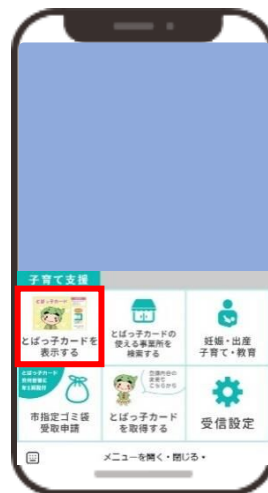 子育て支援
とばっ子カード
とばっ子カードを
表示する
とばっ子カードの
使える事業所を
検索する
妊娠・出産
子育て・教育
とばっ子カード
市指定ゴミ袋
受取申請
とばっ子カード
を取得する
受信設定
メニューを開く・閉じる